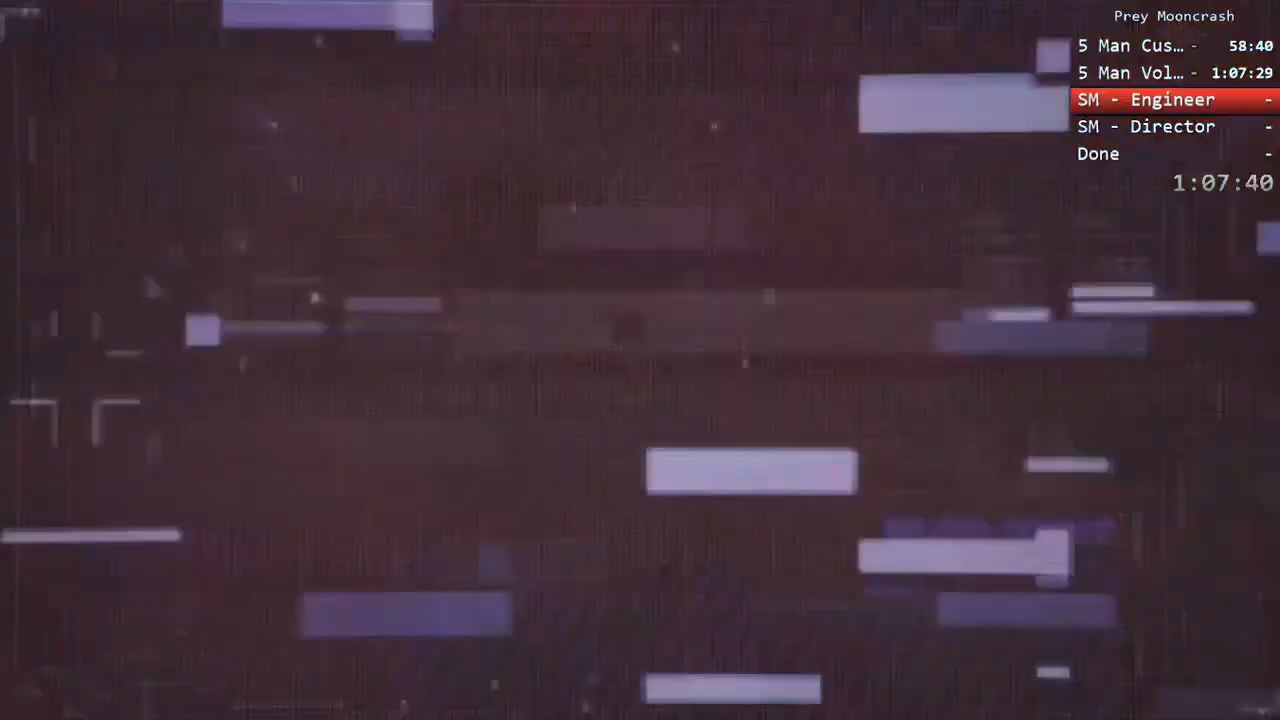 Prey Mooncrash
5 Man Cus… - 58:40
5 Man Vol… - 1:07:29
SM - Engineer -
SM - Director -
Done -
1:07:40